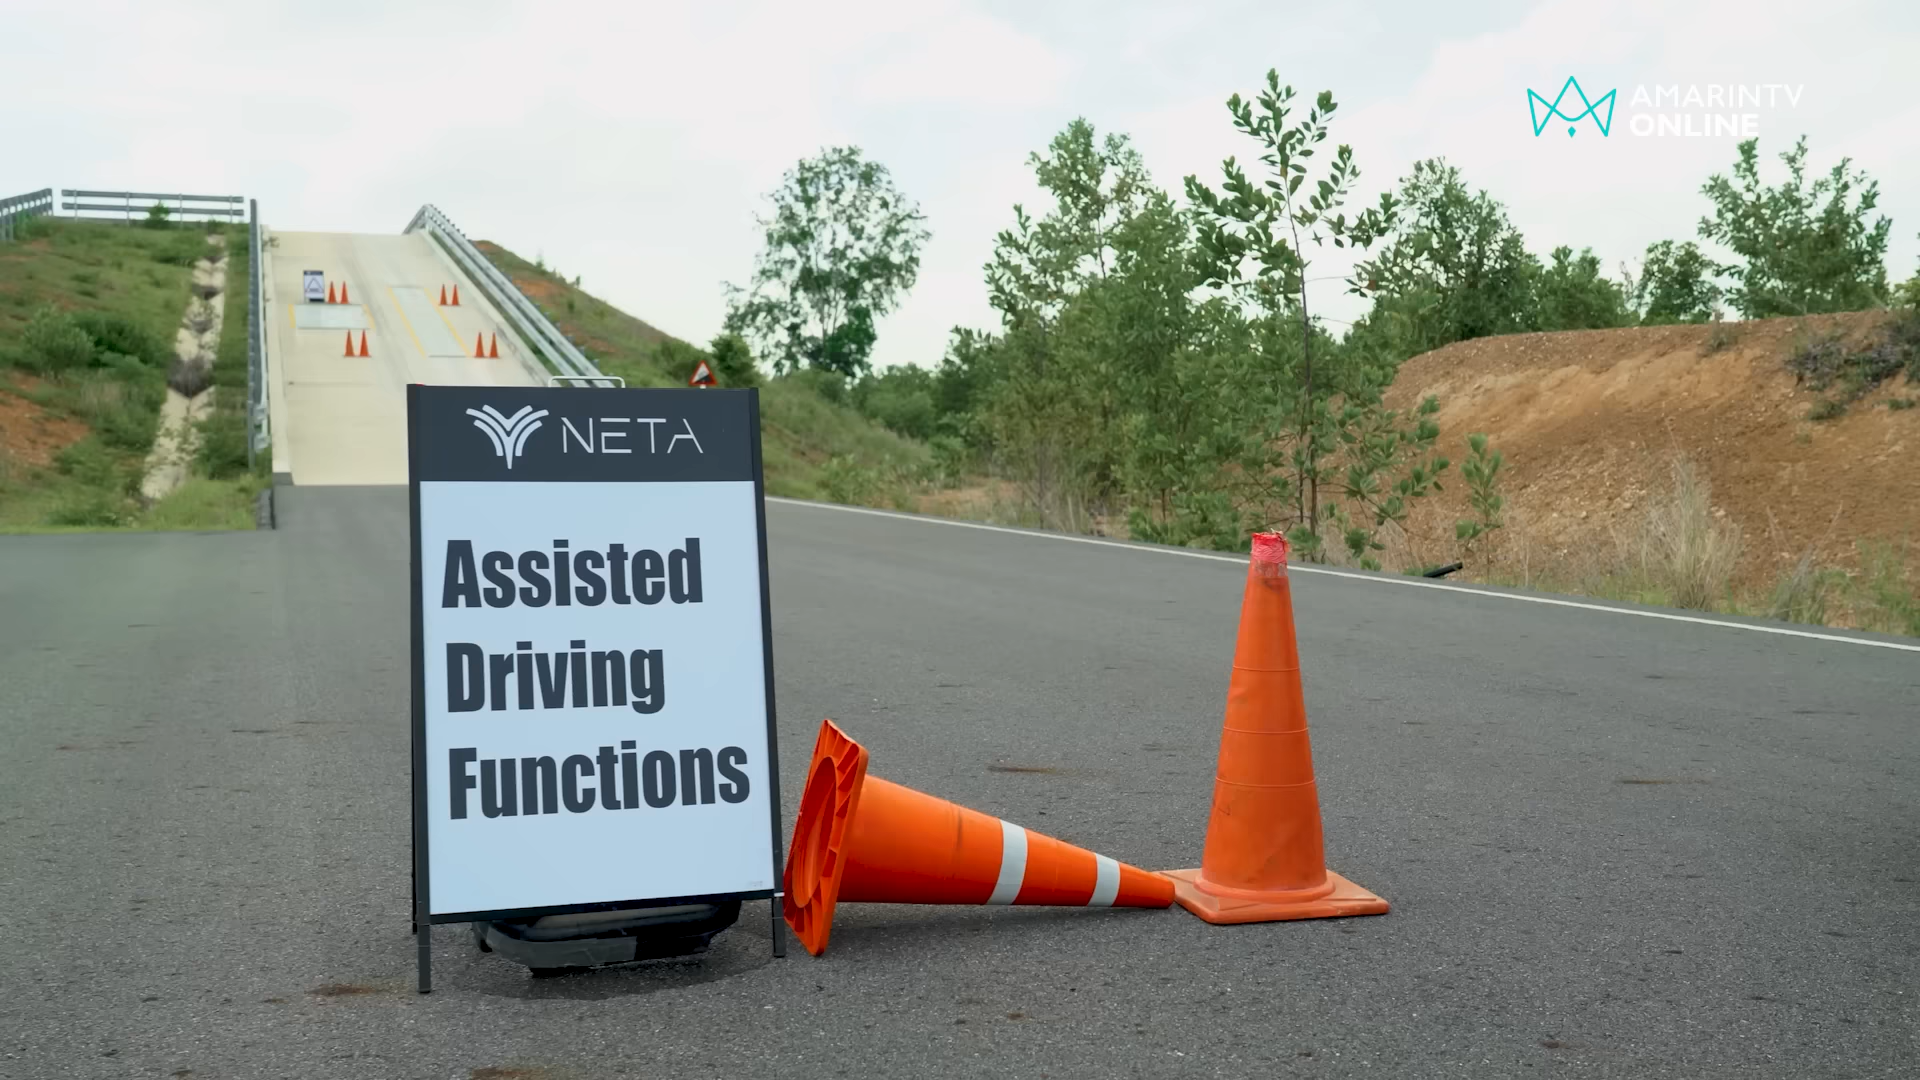 AMARINTV
ONLINE
NETA
Assisted
Driving
Functions